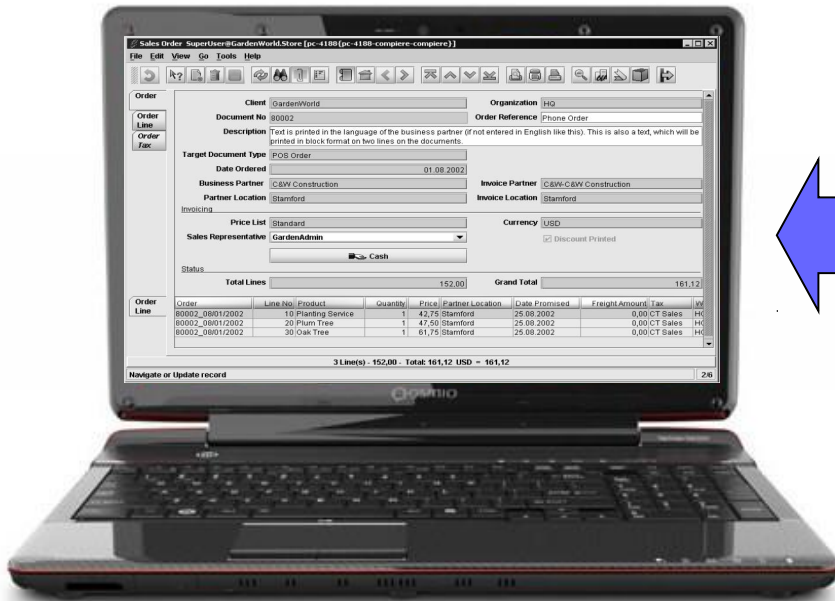 Sales Order SuperUser@GardenWorld.Store [pc-4188{pc-4188-compiere-compiere}]
File Edit View Go Tools Help
Order
Client GardenWorld Organization HQ
Order Line Document No 80002 Order Reference Phone Order
Order Tax Description Text is printed in the language of the business partner (if not entered in English like this). This is also a text, which will be
printed in block format on two lines on the documents.
Target Document Type POS Order
Date Ordered 01.08.2002
Business Partner C&W Construction Invoice Partner C&W-C&W Construction
Partner Location Stamford Invoice Location Stamford
Invoicing
Price List Standard Currency USD
Sales Representative GardenAdmin Discount Printed
Cash
Status
Total Lines 152,00 Grand Total 161,12
Order Line
Order Line No Product Quantity Price Partner Location Date Promised Freight Amount Tax W
80002_08/01/2002 10 Planting Service 1 42,75 Stamford 25.08.2002 0,00 CT Sales HQ
80002_08/01/2002 20 Plum Tree 1 47,50 Stamford 25.08.2002 0,00 CT Sales HQ
80002_08/01/2002 30 Oak Tree 1 61,75 Stamford 25.08.2002 0,00 CT Sales HQ
3 Line(s) - 152,00 - Total: 161,12 USD = 161,12
Navigate or Update record 2/6